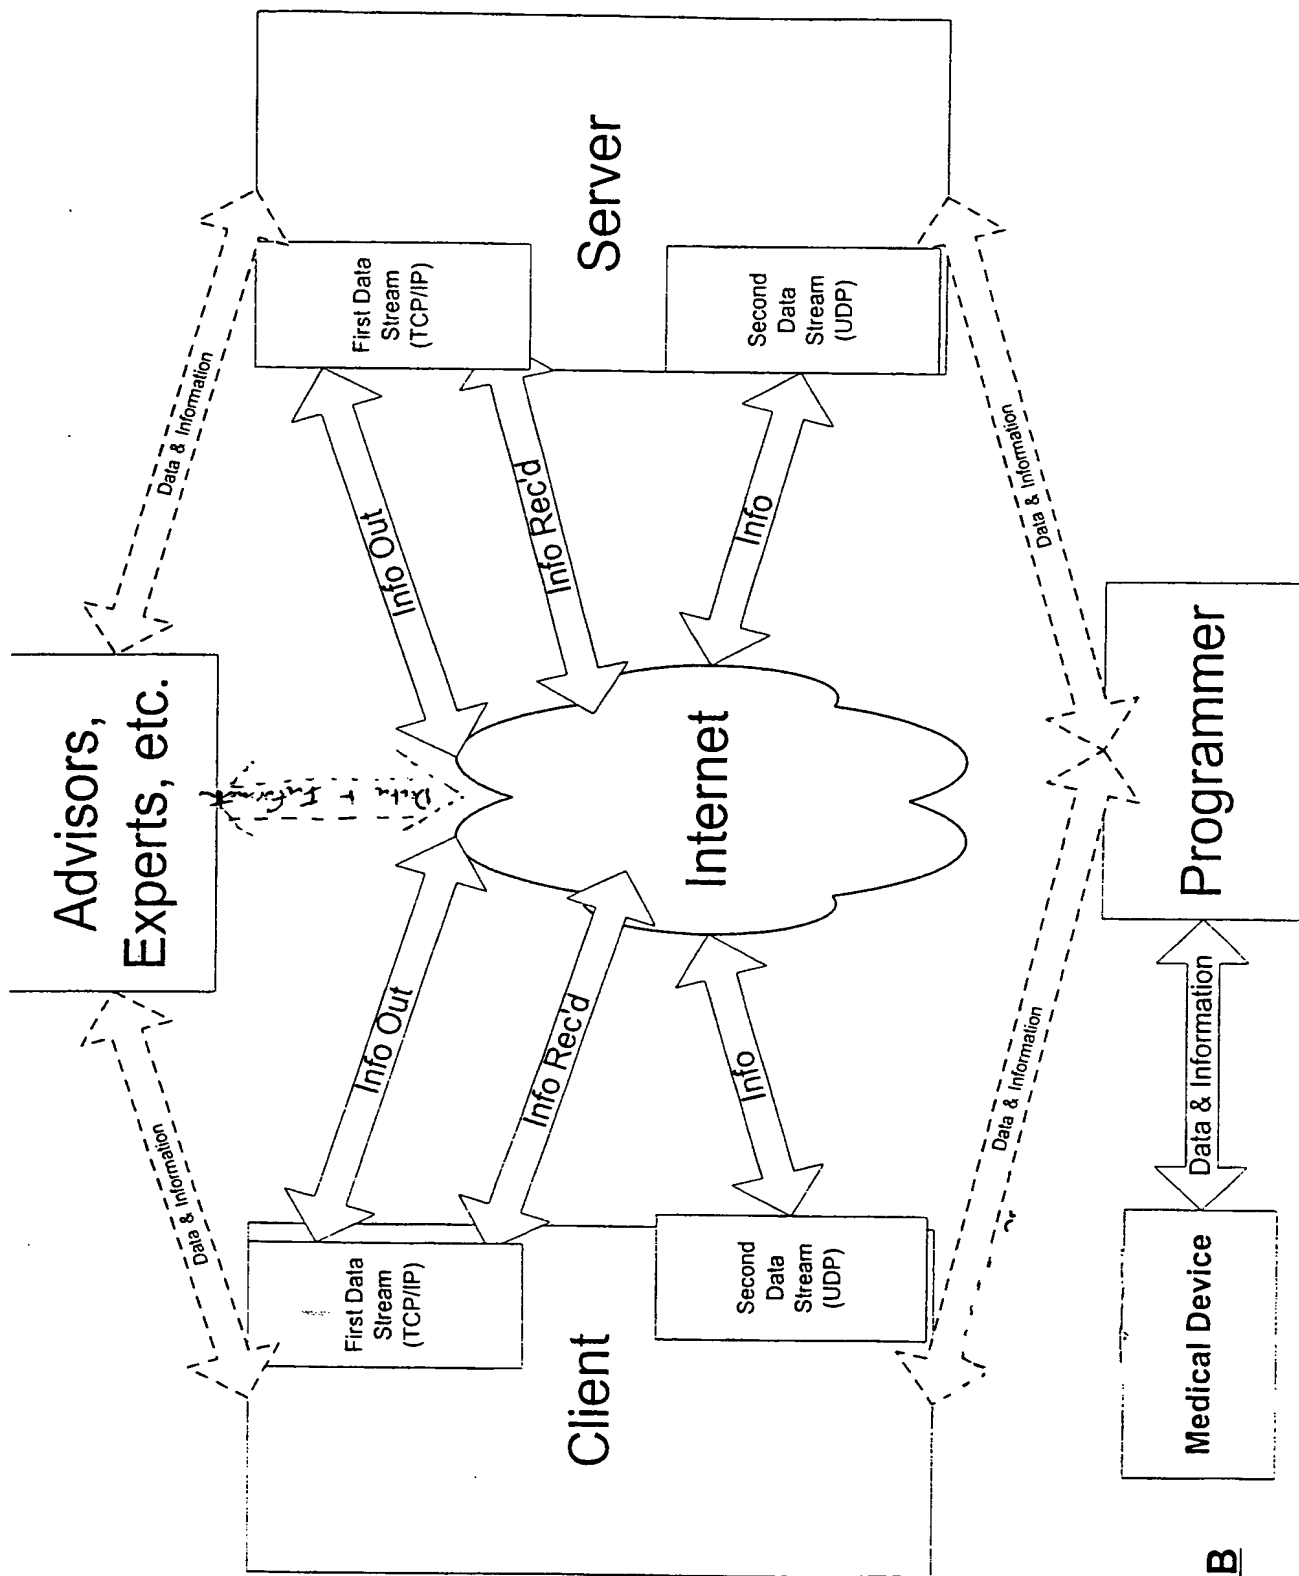 Advisors,
Experts, etc.
Data & Information
Data & Information
Data &
Info Out
Info Out
First Data
Stream
(TCP/IP)
First Data
Stream
(TCP/IP)
Info Rec'd
Info Rec'd
Client
Internet
Server
Info
Info
Second
Data
Stream
(UDP)
Second
Data
Stream
(UDP)
Data & Information
Data & Information
Medical Device
Data & Information
Programmer
B